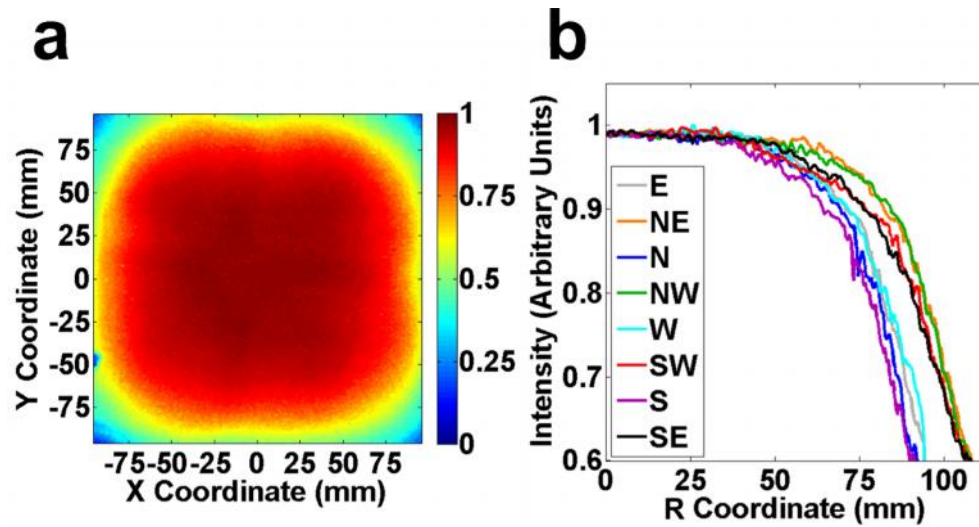 a
b
Y Coordinate (mm)
75
50
25
0
-25
-50
-75
-75 -50 -25 0 25 50 75
X Coordinate (mm)
1
0.75
0.5
0.25
0
Intensity (Arbitrary Units)
1
0.9
0.8
0.7
0.6
E
NE
N
NW
W
SW
S
SE
0 25 50 75 100
R Coordinate (mm)